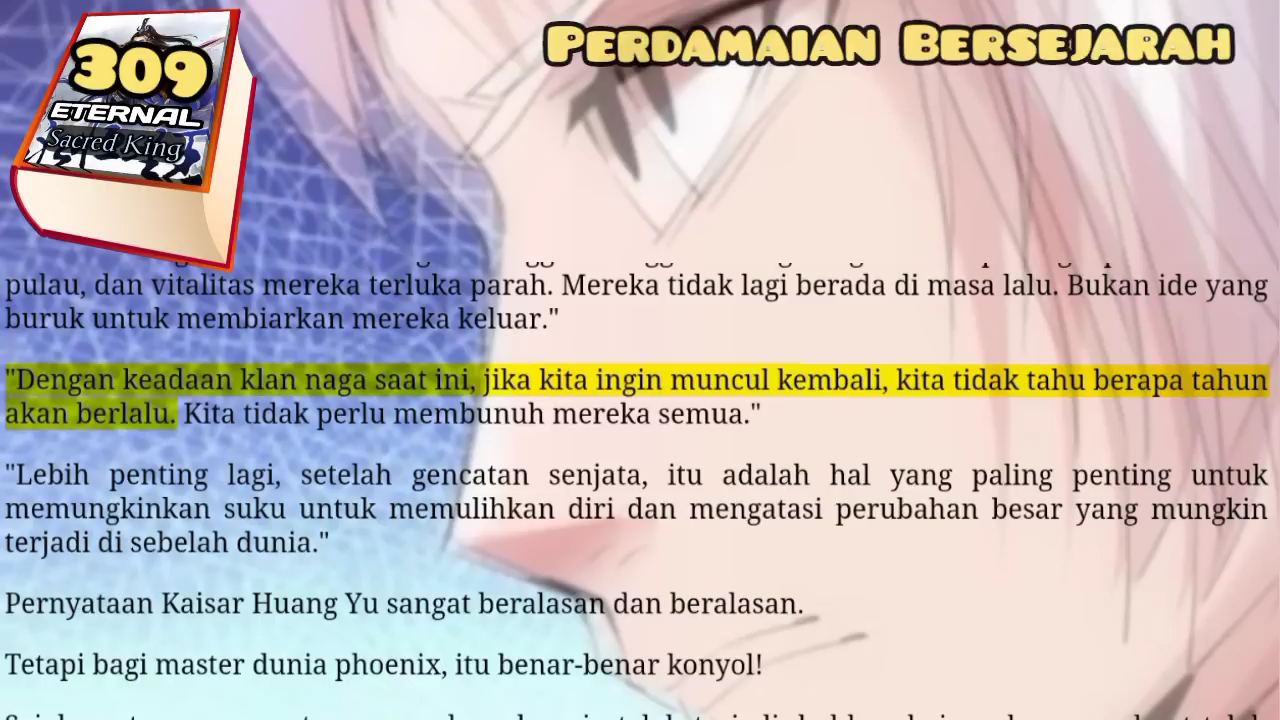 309
ETERNAL
Sacred King
PERDAMAIAN BERSEJARAH
pulau, dan vitalitas mereka terluka parah. Mereka tidak lagi berada di masa lalu. Bukan ide yang
buruk untuk membiarkan mereka keluar."
"Dengan keadaan klan naga saat ini, jika kita ingin muncul kembali, kita tidak tahu berapa tahun
akan berlalu. Kita tidak perlu membunuh mereka semua."
"Lebih penting lagi, setelah gencatan senjata, itu adalah hal yang paling penting untuk
memungkinkan suku untuk memulihkan diri dan mengatasi perubahan besar yang mungkin
terjadi di sebelah dunia."
Pernyataan Kaisar Huang Yu sangat beralasan dan beralasan.
Tetapi bagi master dunia phoenix, itu benar-benar konyol!